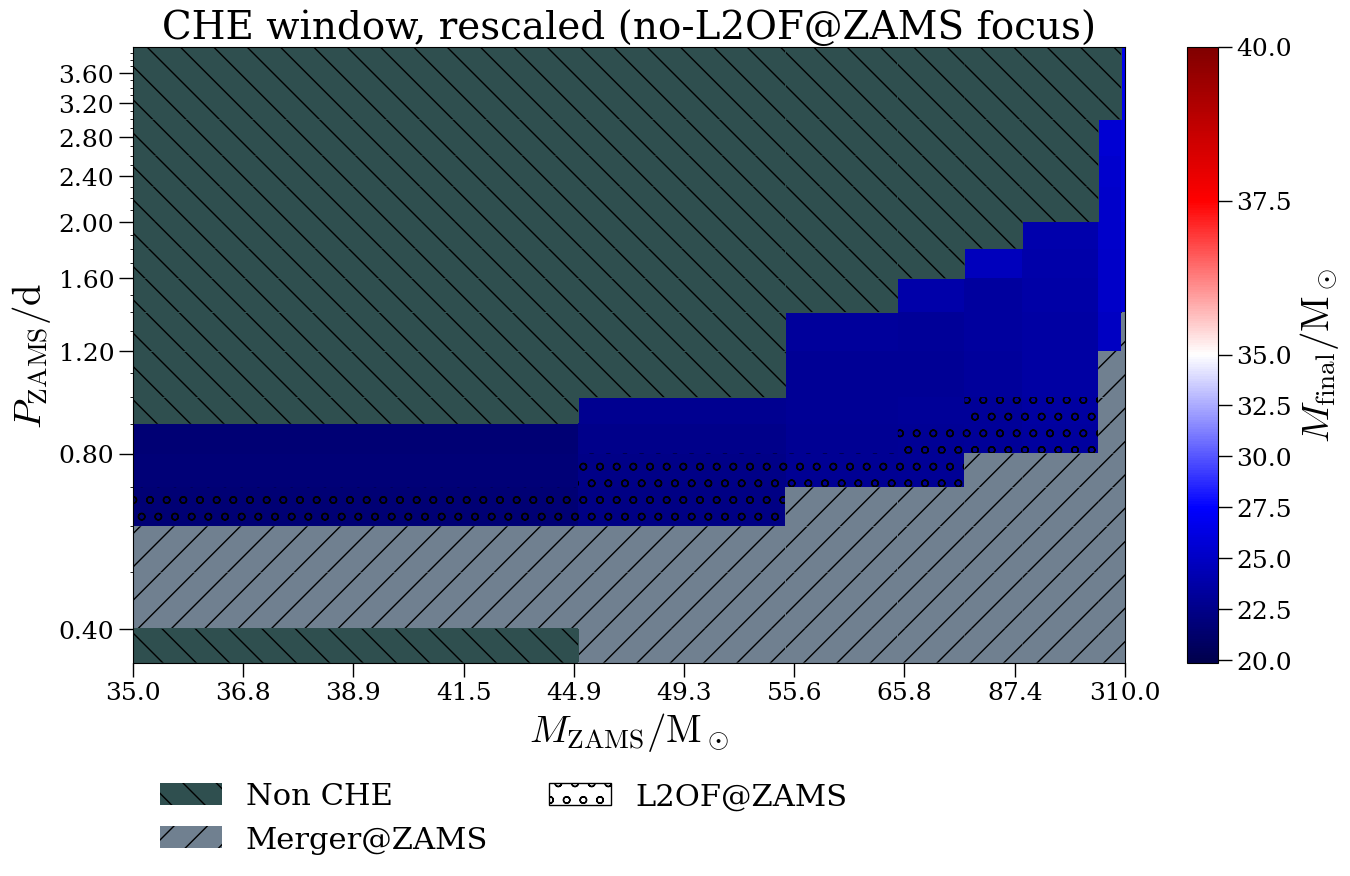 CHE window, rescaled (no-L2OF@ZAMS focus)
3.60
3.20
2.80
2.40
2.00
1.60
1.20
0.80
0.40
P_ZAMS/d
35.0 36.8 38.9 41.5 44.9 49.3 55.6 65.8 87.4 310.0
M_ZAMS/M_⊙
40.0
37.5
35.0
32.5
30.0
27.5
25.0
22.5
20.0
M_final/M_⊙
Non CHE
Merger@ZAMS
L2OF@ZAMS